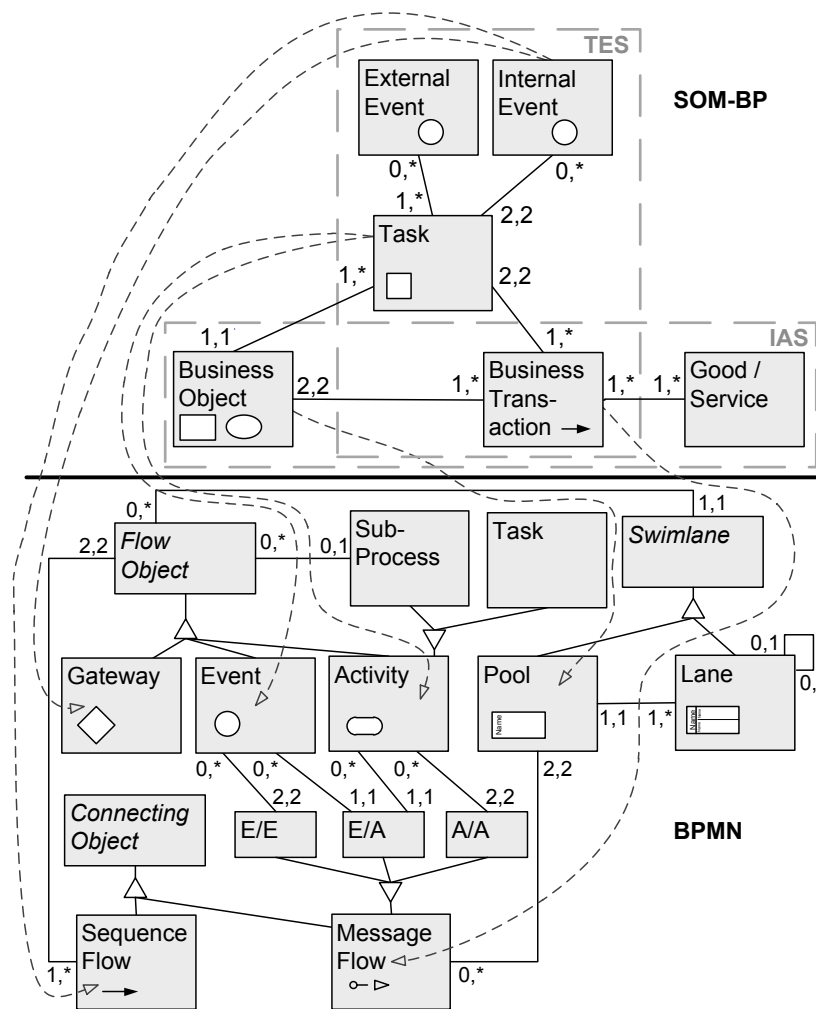 TES
External
Event
Internal
Event
SOM-BP
0,*
0,*
1,*
2,2
Task
1,*
2,2
1,1
1,*
IAS
Business
Object
2,2
1,*
Business
Trans-
action
1,*
1,*
Good /
Service
0,*
1,1
Flow
Object
2,2
0,*
0,1
Sub-
Process
Task
Swimlane
Gateway
Event
Activity
Pool
Name
Lane
Name
0,1
0,
1,1
1,*
0,*
0,*
0,*
0,*
2,2
2,2
1,1
1,1
2,2
Connecting
Object
E/E
E/A
A/A
BPMN
Sequence
Flow
Message
Flow
1,*
0,*